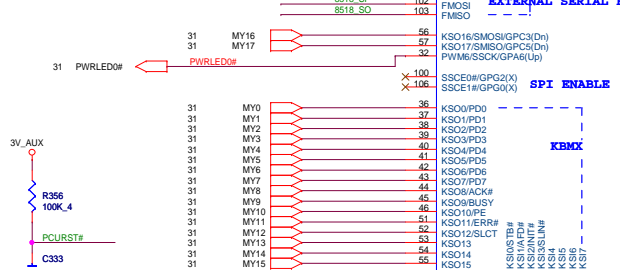 8518_SI 102 FMOSI EXTERNAL SERIAL F
8518_SO 103 FMISO
31 MY16 56 KSO16/SMOSI/GPC3(Dn)
31 MY17 57 KSO17/SMISO/GPC5(Dn)
31 PWRLED0# PWRLED0# 32 PWM6/SSCK/GPA6(Up)
100 SSCE0#/GPG2(X)
106 SSCE1#/GPG0(X) SPI ENABLE
31 MY0 36 KSO0/PD0
31 MY1 37 KSO1/PD1
31 MY2 38 KSO2/PD2
31 MY3 39 KSO3/PD3
31 MY4 40 KSO4/PD4
31 MY5 41 KSO5/PD5
31 MY6 42 KSO6/PD6
31 MY7 43 KSO7/PD7
31 MY8 44 KSO8/ACK#
31 MY9 45 KSO9/BUSY
31 MY10 46 KSO10/PE
31 MY11 51 KSO11/ERR#
31 MY12 52 KSO12/SLCT
31 MY13 53 KSO13
31 MY14 54 KSO14
31 MY15 55 KSO15
KBMX
KSI0/STB#
KSI1/AFD#
KSI2/INIT#
KSI3/SLIN#
KSI4
KSI5
KSI6
KSI7
3V_AUX
R356
100K_4
PCURST#
C333